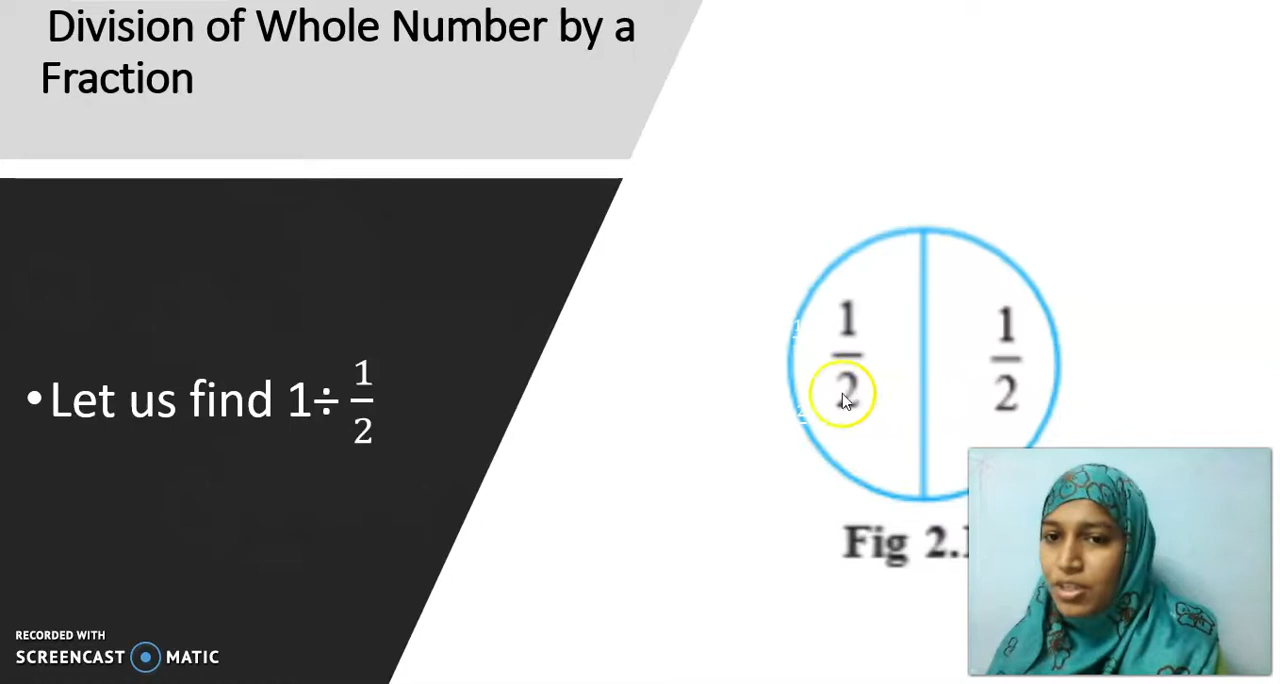 Division of Whole Number by a
Fraction
•Let us find 1÷ 1/2
1/2
1/2
Fig 2.
RECORDED WITH
SCREENCAST MATIC